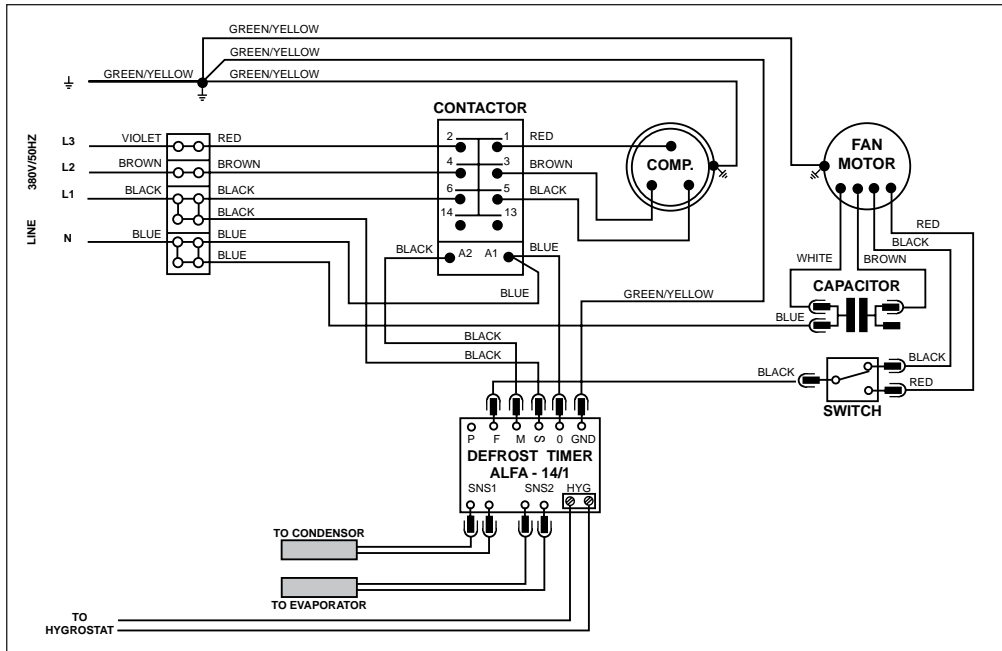 GREEN/YELLOW
GREEN/YELLOW
GREEN/YELLOW GREEN/YELLOW
CONTACTOR
380V/50HZ
LINE
L3 VIOLET RED 2 1 RED
L2 BROWN BROWN 4 3 BROWN
L1 BLACK BLACK 6 5 BLACK
BLACK 14 13
N BLUE BLUE
BLUE
BLACK A2 A1 BLUE
BLUE
COMP.
FAN
MOTOR
RED
BLACK
WHITE BROWN
CAPACITOR
GREEN/YELLOW
BLUE
BLACK
BLACK
BLACK
BLACK
RED
SWITCH
P F M S 0 GND
DEFROST TIMER
ALFA - 14/1
SNS1 SNS2 HYG
TO CONDENSOR
TO EVAPORATOR
TO
HYGROSTAT